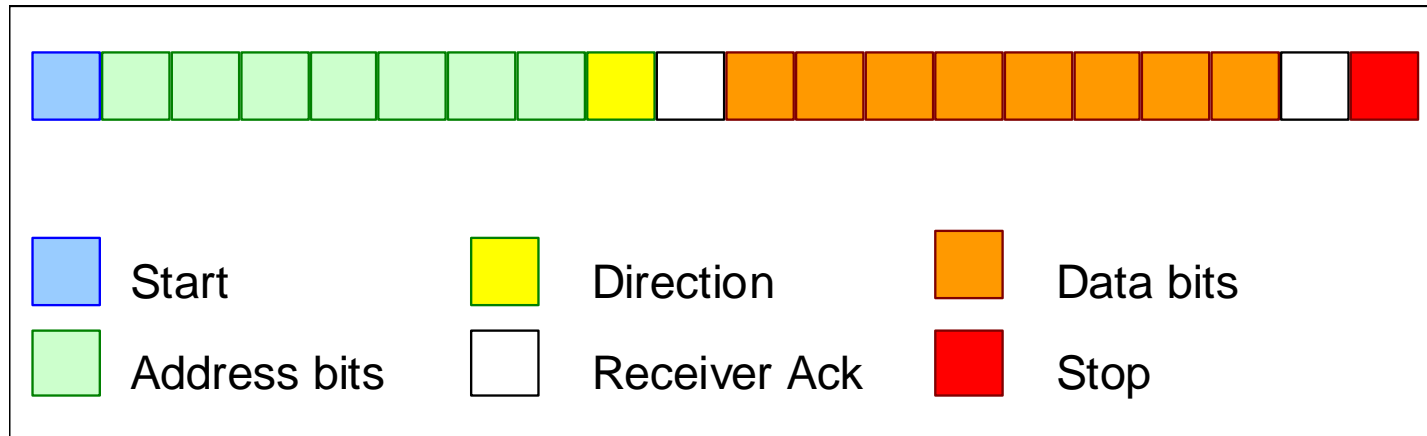 Start
Direction
Data bits
Address bits
Receiver Ack
Stop